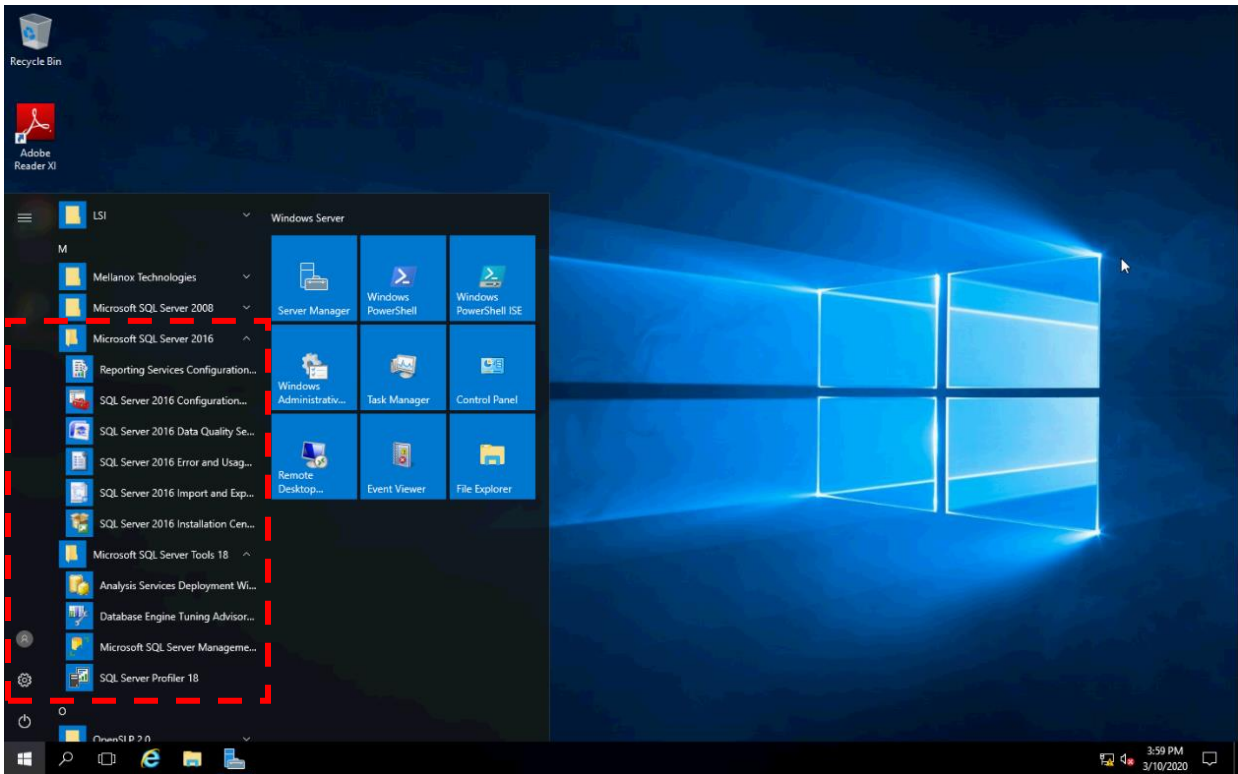 Recycle Bin
Adobe
Reader XI
LSI
Windows Server
M
Mellanox Technologies
Microsoft SQL Server 2008
Microsoft SQL Server 2016
Reporting Services Configuration...
SQL Server 2016 Configuration...
SQL Server 2016 Data Quality Se...
SQL Server 2016 Error and Usag...
SQL Server 2016 Import and Exp...
SQL Server 2016 Installation Cen...
Microsoft SQL Server Tools 18
Analysis Services Deployment Wi...
Database Engine Tuning Advisor...
Microsoft SQL Server Manageme...
SQL Server Profiler 18
O
OpenSLP 2.0
Server Manager
Windows
PowerShell
Windows
PowerShell ISE
Windows
Administrativ...
Task Manager
Control Panel
Remote
Desktop...
Event Viewer
File Explorer
3:59 PM
3/10/2020